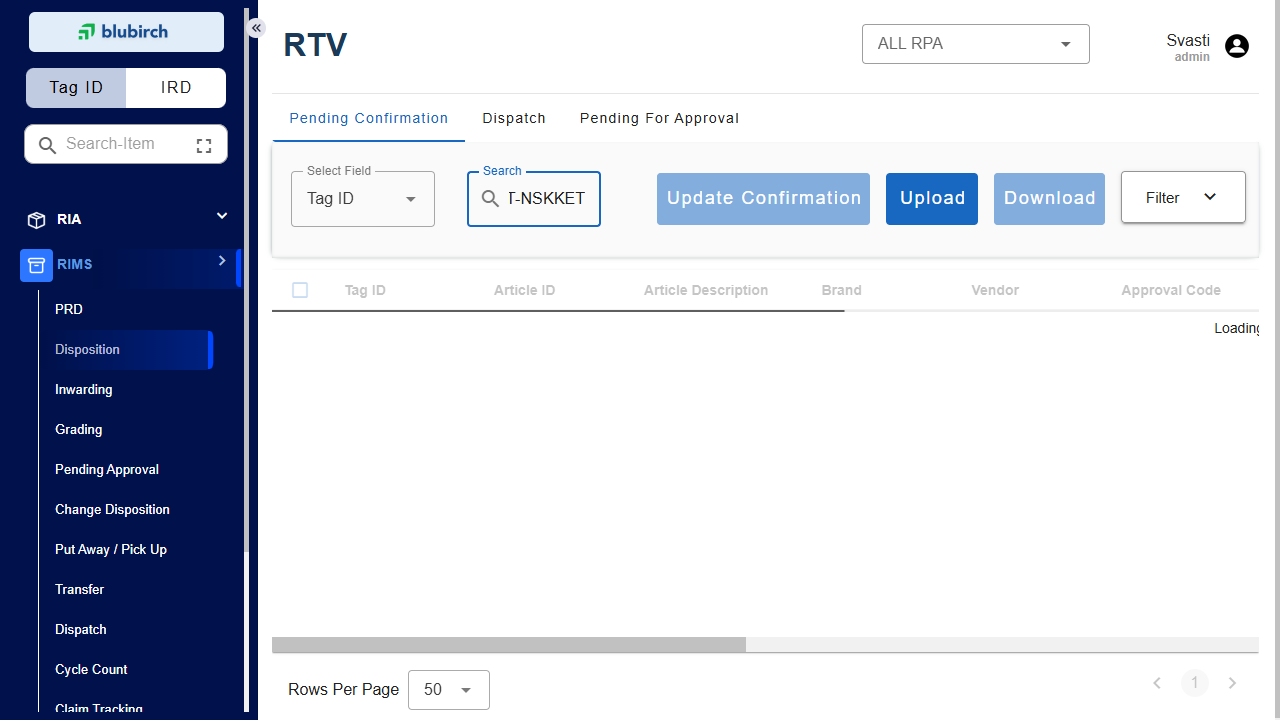 blubirch
Tag ID IRD
Search-Item
RIA
RIMS
PRD
Disposition
Inwarding
Grading
Pending Approval
Change Disposition
Put Away / Pick Up
Transfer
Dispatch
Cycle Count
Claim Tracking
RTV
ALL RPA
Svasti
admin
Pending Confirmation Dispatch Pending For Approval
Select Field
Tag ID
Search
T-NSKKET
Update Confirmation Upload Download Filter
Tag ID Article ID Article Description Brand Vendor Approval Code
Loading
Rows Per Page 50
1